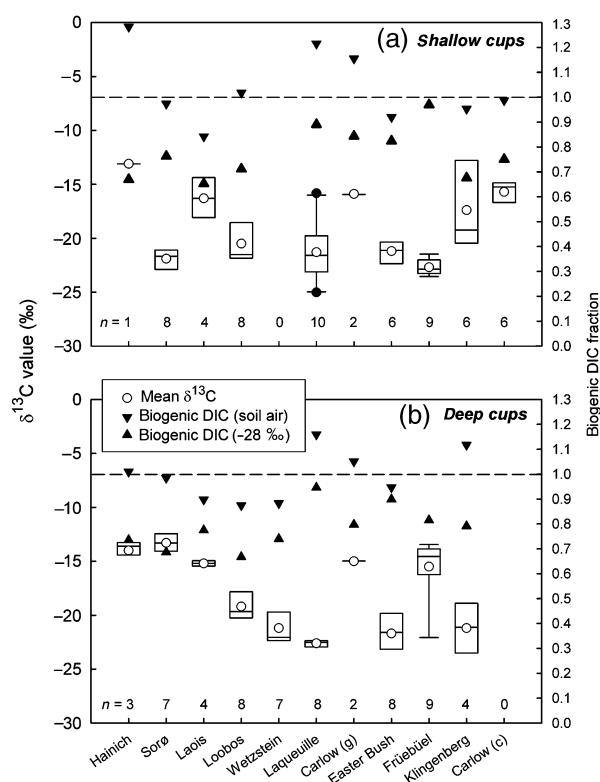 (a) Shallow cups
0
–5
–10
–15
–20
–25
–30
1.3
1.2
1.1
1.0
0.9
0.8
0.7
0.6
0.5
0.4
0.3
0.2
0.1
0.0
n = 1 8 4 8 0 10 2 6 9 6 6
δ13C value (‰)
Biogenic DIC fraction
Mean δ13C
Biogenic DIC (soil air)
Biogenic DIC (-28 ‰)
(b) Deep cups
0
–5
–10
–15
–20
–25
–30
1.3
1.2
1.1
1.0
0.9
0.8
0.7
0.6
0.5
0.4
0.3
0.2
0.1
0.0
n = 3 7 4 8 7 8 2 8 9 4 0
Hainich
Sorø
Laois
Loobos
Wetzstein
Laqueuille
Carlow (g)
Easter Bush
Früebüel
Klingenberg
Carlow (c)